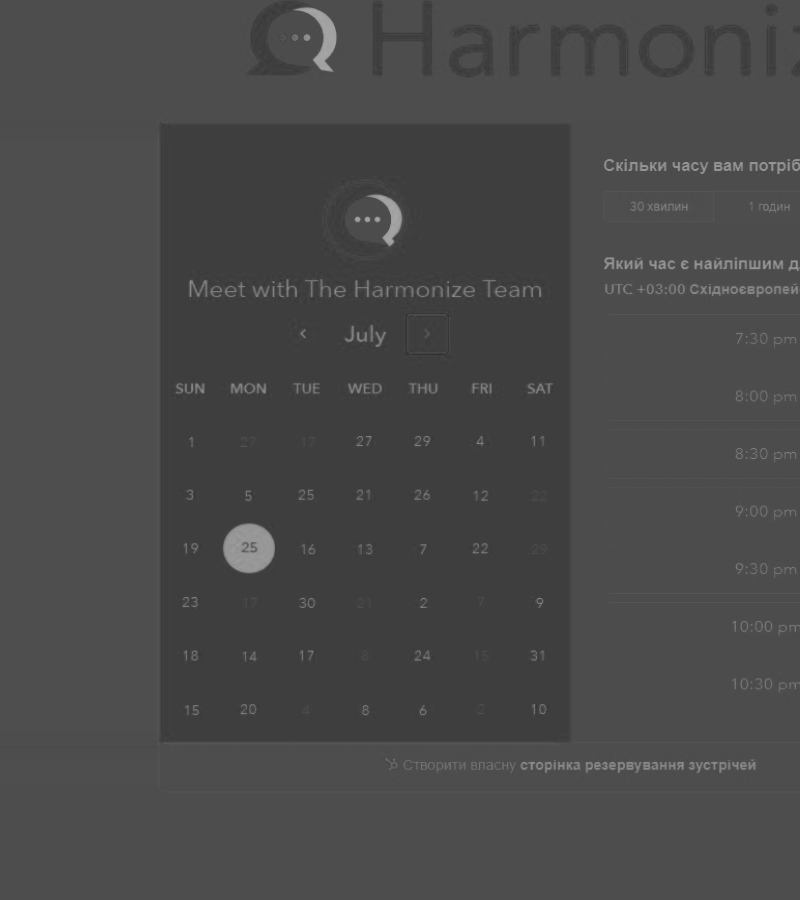 Harmoniz
Meet with The Harmonize Team
July
SUN MON TUE WED THU FRI SAT
1 27 17 27 29 4 11
3 5 25 21 26 12 22
19 25 16 13 7 22 29
23 17 30 21 2 7 9
18 14 17 8 24 15 31
15 20 4 8 6 2 10
Скільки часу вам потріб
30 хвилин 1 годин
Який час є найліпшим д
UTC +03:00 Східноєвропей
7:30 pm
8:00 pm
8:30 pm
9:00 pm
9:30 pm
10:00 pm
10:30 pm
Створити власну сторінка резервування зустрічей